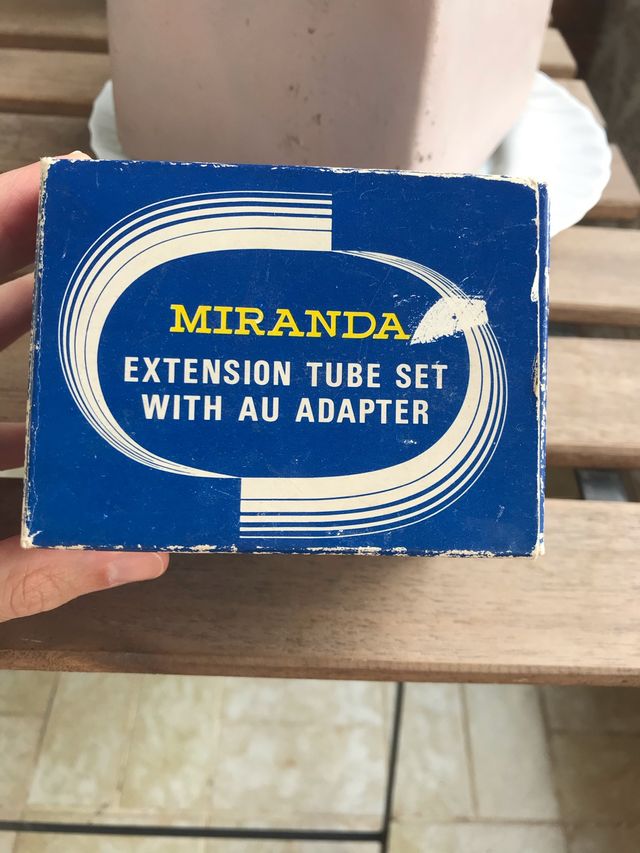 MIRANDA
EXTENSION TUBE SET
WITH AU ADAPTER